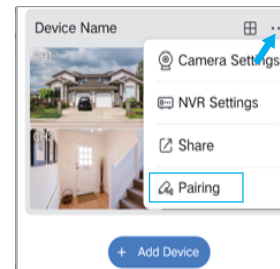 Device Name
Camera Settings
NVR Settings
Share
Pairing
+ Add Device